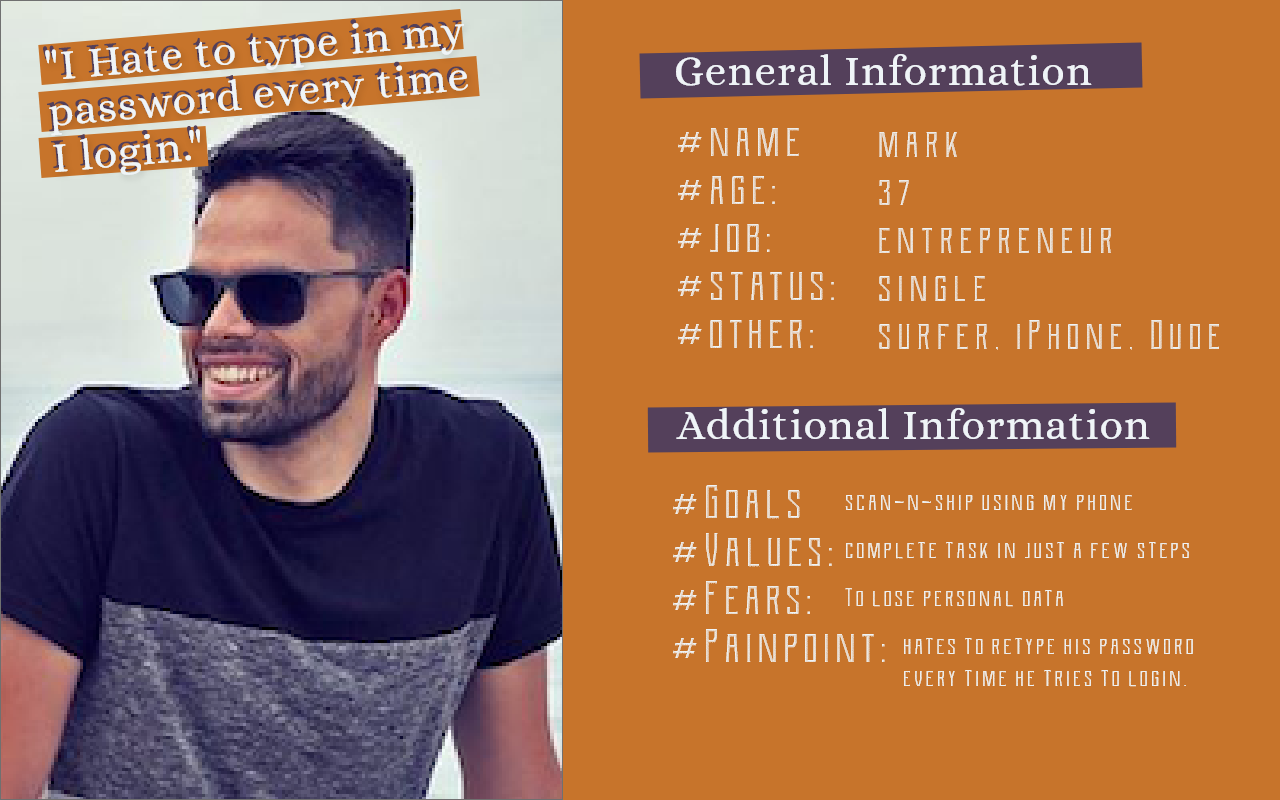 "I Hate to type in my
password every time
I login."
General Information
#NAME MARK
#AGE: 37
#JOB: ENTREPRENEUR
#STATUS: SINGLE
#OTHER: SURFER. iPHONE. DUDE
Additional Information
#GOALS SCAN-N-SHIP USING MY PHONE
#VALUES: COMPLETE TASK IN JUST A FEW STEPS
#FEARS: TO LOSE PERSONAL DATA
#PAINPOINT: HATES TO RETYPE HIS PASSWORD
EVERY TIME HE TRIES TO LOGIN.